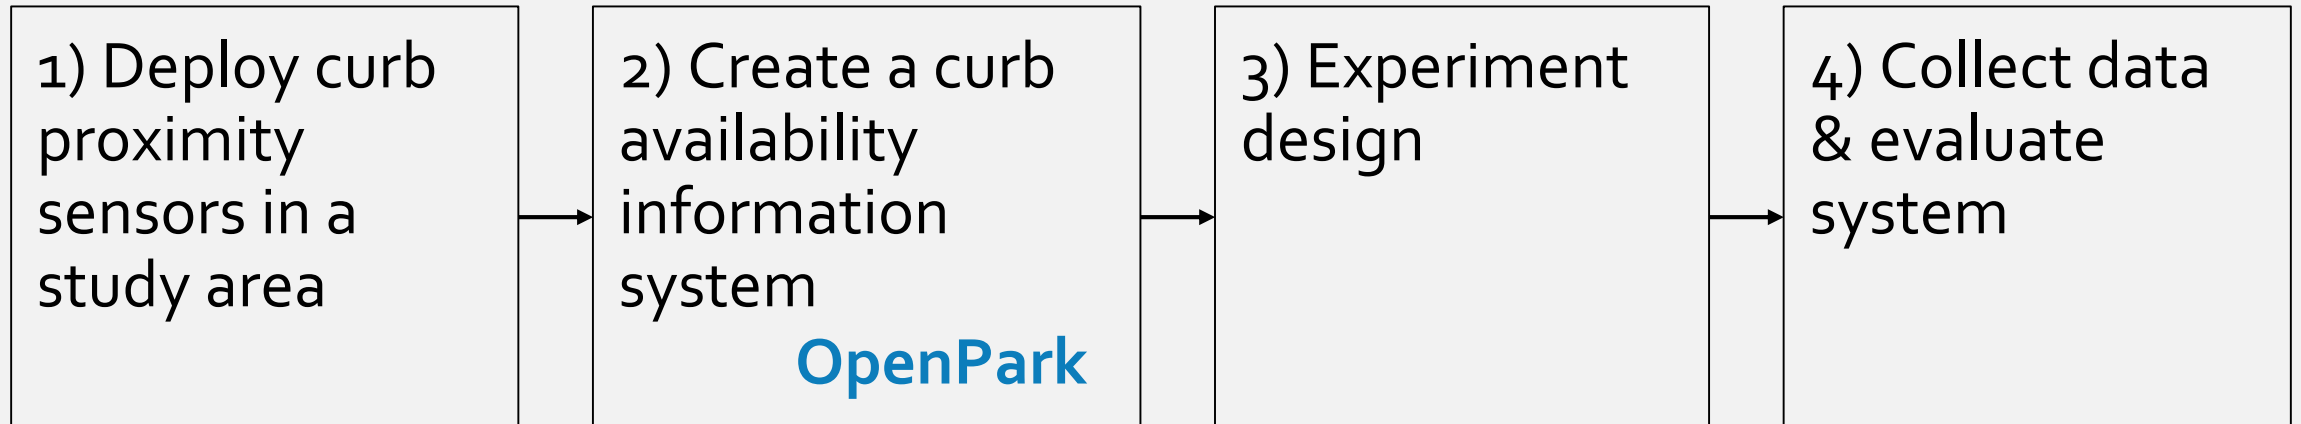 1) Deploy curb
proximity
sensors in a
study area
2) Create a curb
availability
information
system
OpenPark
3) Experiment
design
4) Collect data
& evaluate
system